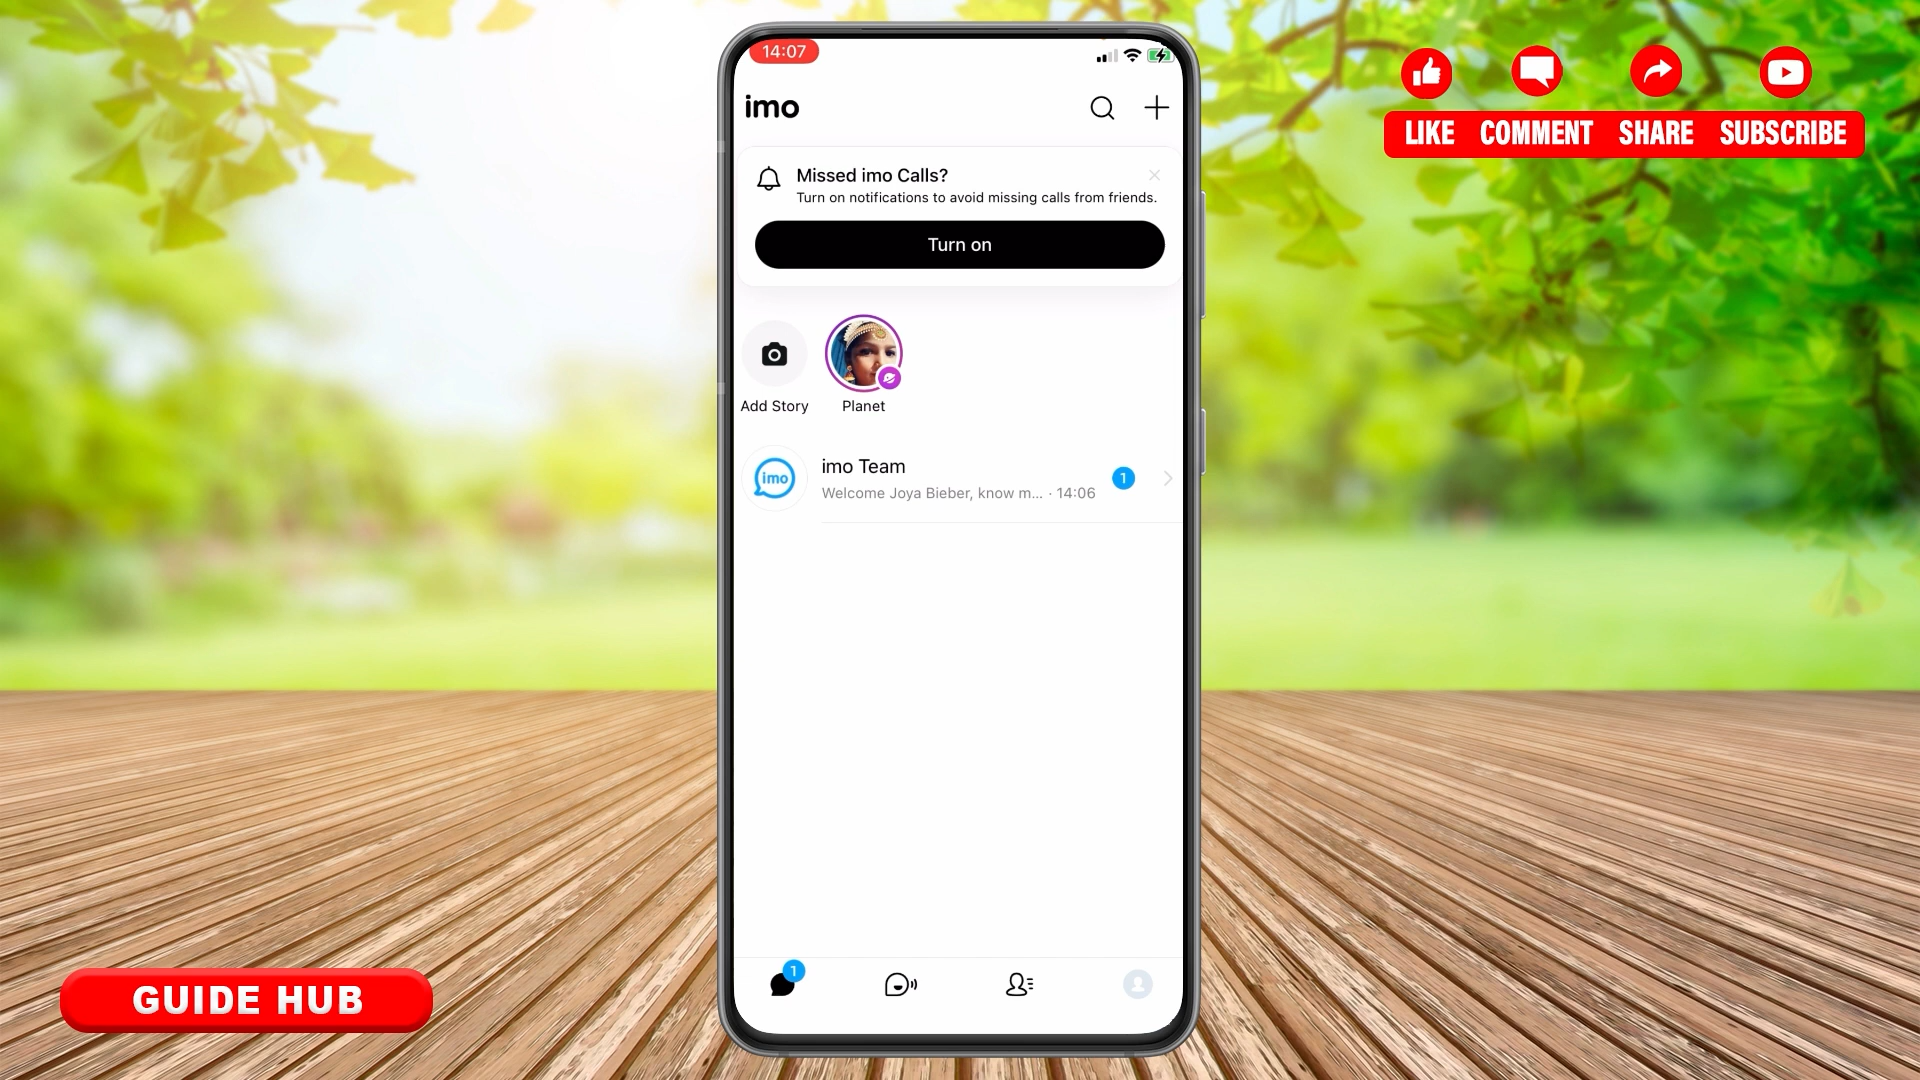 14:07
imo
LIKE COMMENT SHARE SUBSCRIBE
Missed imo Calls?
Turn on notifications to avoid missing calls from friends.
Turn on
Add Story
Planet
imo
imo Team
Welcome Joya Bieber, know m... · 14:06
1
1
GUIDE HUB